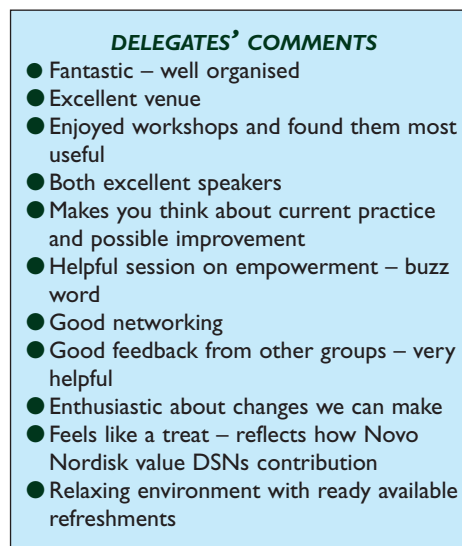 DELEGATES’ COMMENTS
● Fantastic – well organised
● Excellent venue
● Enjoyed workshops and found them most
useful
● Both excellent speakers
● Makes you think about current practice
and possible improvement
● Helpful session on empowerment – buzz
word
● Good networking
● Good feedback from other groups – very
helpful
● Enthusiastic about changes we can make
● Feels like a treat – reflects how Novo
Nordisk value DSNs contribution
● Relaxing environment with ready available
refreshments